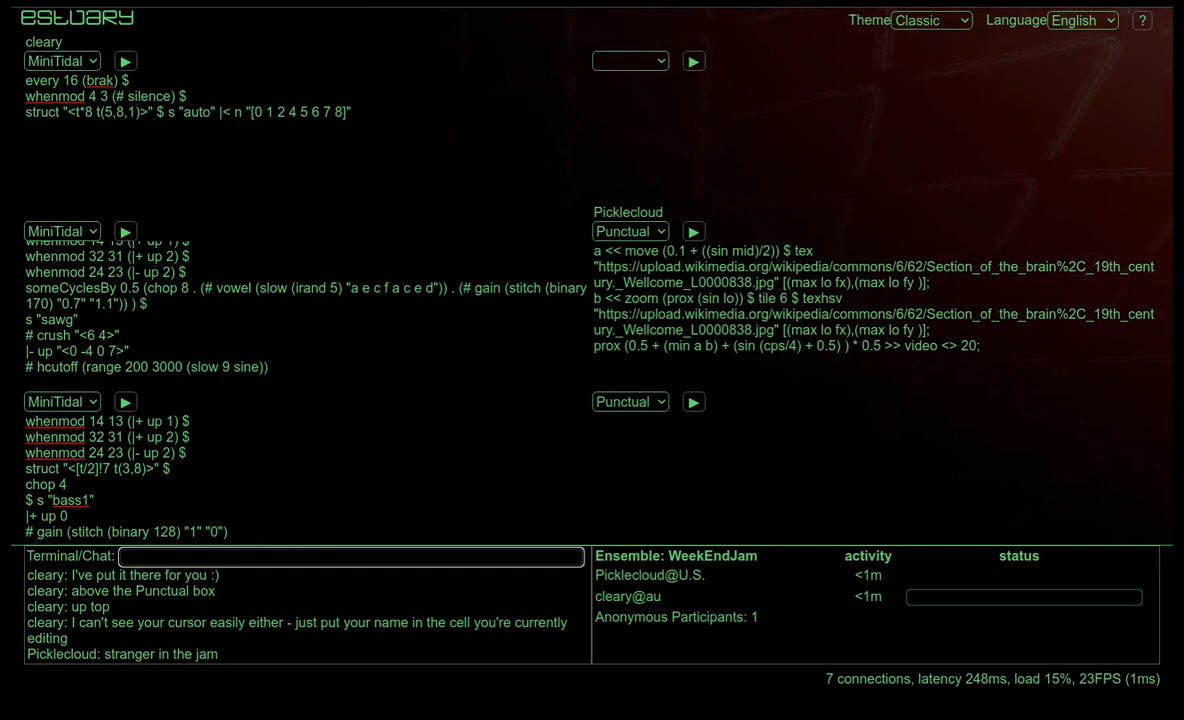 estuary
Theme Classic Language English ?
cleary
MiniTidal
every 16 (brak) $
whenmod 4 3 (# silence) $
struct "<t*8 t(5,8,1)>" $ s "auto" |< n "[0 1 2 4 5 6 7 8]"
MiniTidal
whenmod 14 13 (|+ up 1) $
whenmod 32 31 (|+ up 2) $
whenmod 24 23 (|- up 2) $
someCyclesBy 0.5 (chop 8 . (# vowel (slow (irand 5) "a e c f a c e d")) . (# gain (stitch (binary
170) "0.7" "1.1")) ) $
s "sawg"
# crush "<6 4>"
|- up "<0 -4 0 7>"
# hcutoff (range 200 3000 (slow 9 sine))
Picklecloud
Punctual
a << move (0.1 + ((sin mid)/2)) $ tex
"https://upload.wikimedia.org/wikipedia/commons/6/62/Section_of_the_brain%2C_19th_cent
ury._Wellcome_L0000838.jpg" [(max lo fx),(max lo fy )];
b << zoom (prox (sin lo)) $ tile 6 $ texhsv
"https://upload.wikimedia.org/wikipedia/commons/6/62/Section_of_the_brain%2C_19th_cent
ury._Wellcome_L0000838.jpg" [(max lo fx),(max lo fy )];
prox (0.5 + (min a b) + (sin (cps/4) + 0.5) ) * 0.5 >> video <> 20;
MiniTidal
whenmod 14 13 (|+ up 1) $
whenmod 32 31 (|+ up 2) $
whenmod 24 23 (|- up 2) $
struct "<[t/2]!7 t(3,8)>" $
chop 4
$ s "bass1"
|+ up 0
# gain (stitch (binary 128) "1" "0")
Punctual
Terminal/Chat:
cleary: I've put it there for you :)
cleary: above the Punctual box
cleary: up top
cleary: I can't see your cursor easily either - just put your name in the cell you're currently
editing
Picklecloud: stranger in the jam
Ensemble: WeekEndJam activity status
Picklecloud@U.S. <1m
cleary@au <1m
Anonymous Participants: 1
7 connections, latency 248ms, load 15%, 23FPS (1ms)